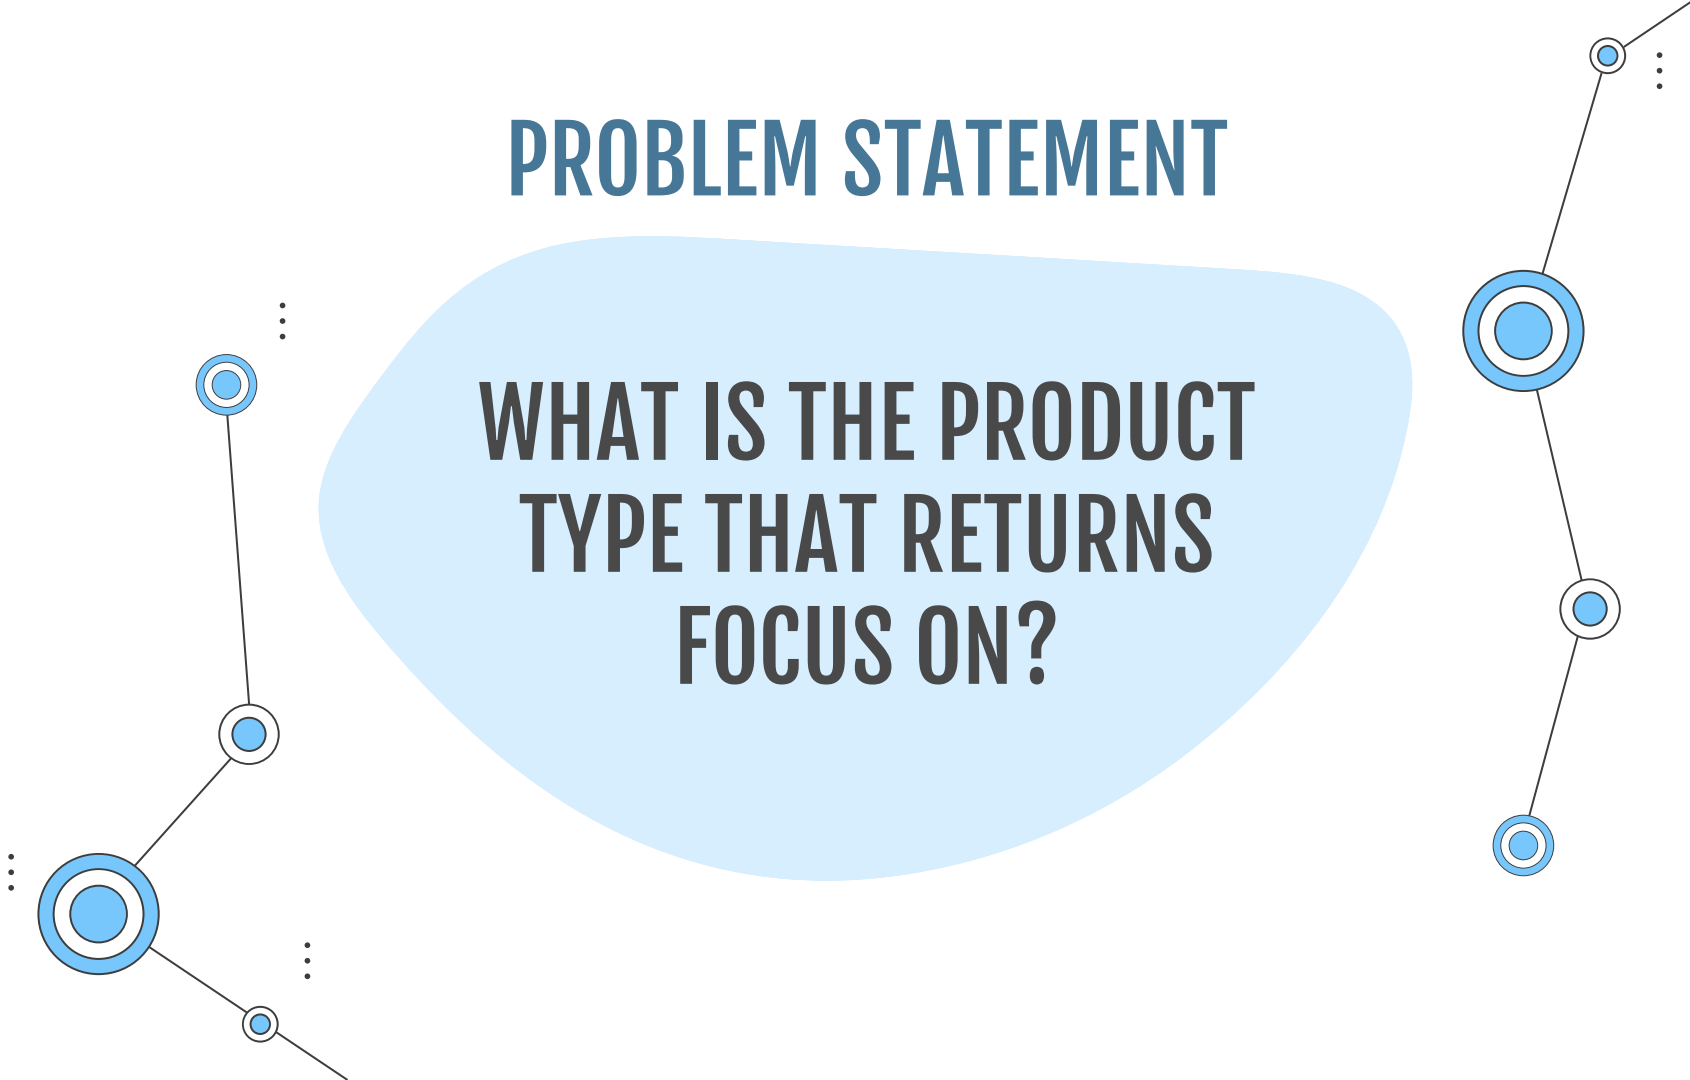 PROBLEM STATEMENT
WHAT IS THE PRODUCT
TYPE THAT RETURNS
FOCUS ON?